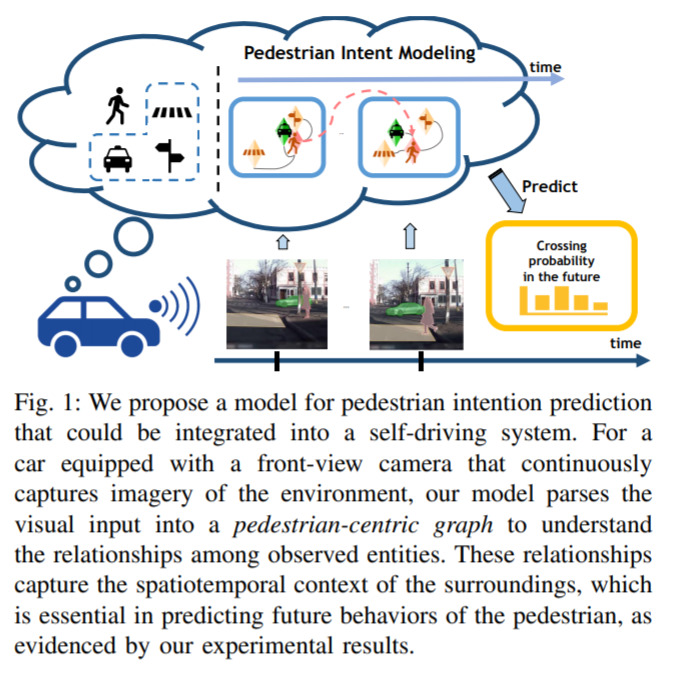 Pedestrian Intent Modeling
time
Predict
Crossing
probability
in the future
time
Fig. 1: We propose a model for pedestrian intention prediction
that could be integrated into a self-driving system. For a
car equipped with a front-view camera that continuously
captures imagery of the environment, our model parses the
visual input into a pedestrian-centric graph to understand
the relationships among observed entities. These relationships
capture the spatiotemporal context of the surroundings, which
is essential in predicting future behaviors of the pedestrian, as
evidenced by our experimental results.